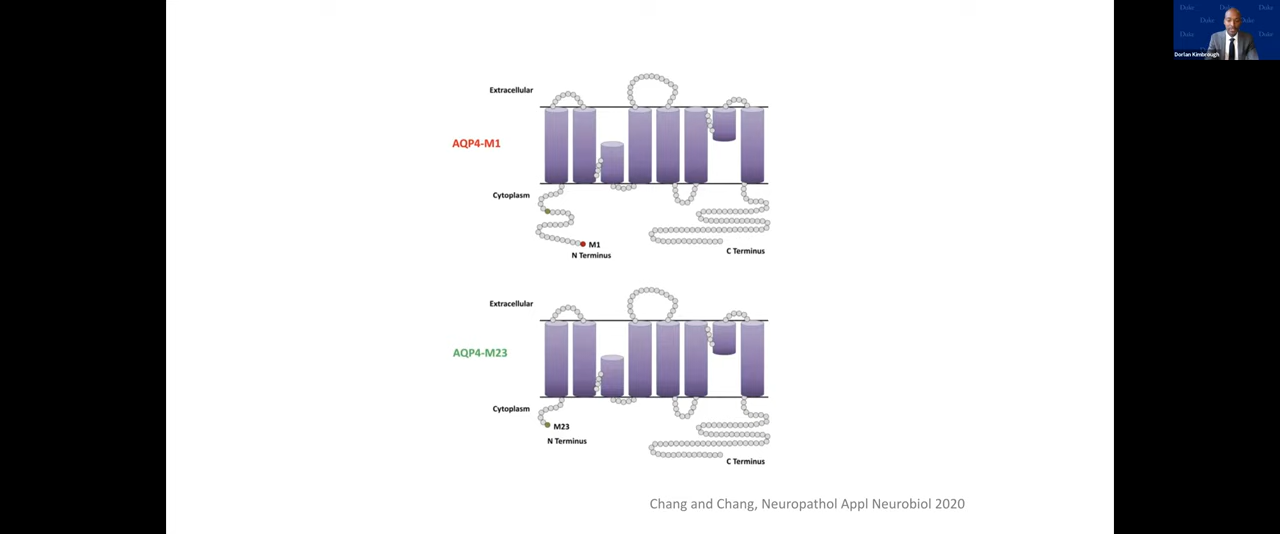 Duke Duke Duke
Duke Duke
Duke Duke
Dorlan Kimbrough
Extracellular
AQP4-M1
Cytoplasm
M1
N Terminus
C Terminus
Extracellular
AQP4-M23
Cytoplasm
M23
N Terminus
C Terminus
Chang and Chang, Neuropathol Appl Neurobiol 2020